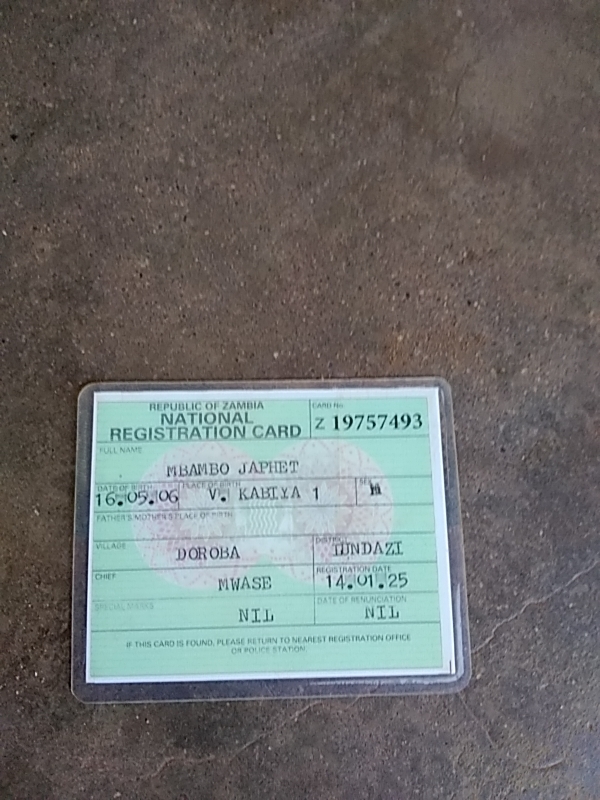 REPUBLIC OF ZAMBIA
NATIONAL
REGISTRATION CARD
CARD No.
Z 19757493
FULL NAME
MBAMBO JAPHET
DATE OF BIRTH
PLACE OF BIRTH
SEX
16.05.06
V. KABIYA 1
M
FATHER'S/MOTHER'S PLACE OF BIRTH
VILLAGE
DOROBA
DISTRICT
LUNDAZI
CHIEF
MWASE
REGISTRATION DATE
14.01.25
SPECIAL MARKS
NIL
DATE OF RENUNCIATION
NIL
IF THIS CARD IS FOUND, PLEASE RETURN TO NEAREST REGISTRATION OFFICE
OR POLICE STATION.